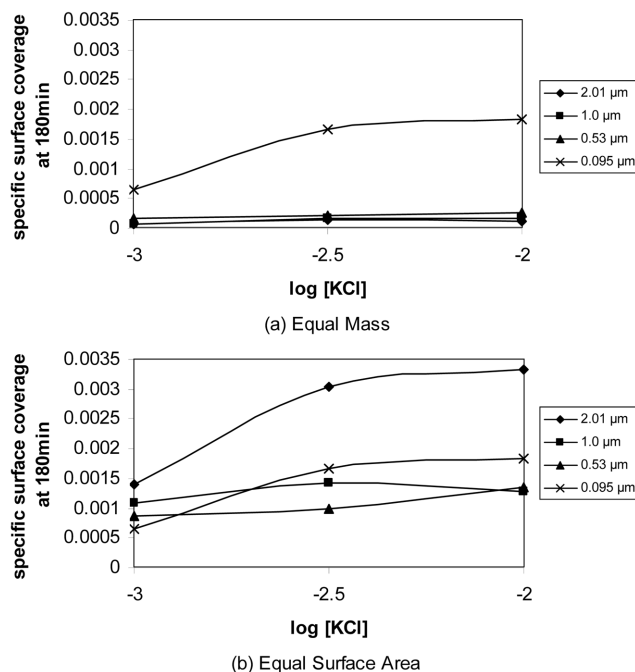 specific surface coverage
at 180min
0.0035
0.003
0.0025
0.002
0.0015
0.001
0.0005
0
-3
-2.5
-2
log [KCl]
2.01 µm
1.0 µm
0.53 µm
0.095 µm
(a) Equal Mass
specific surface coverage
at 180min
0.0035
0.003
0.0025
0.002
0.0015
0.001
0.0005
0
-3
-2.5
-2
log [KCl]
2.01 µm
1.0 µm
0.53 µm
0.095 µm
(b) Equal Surface Area